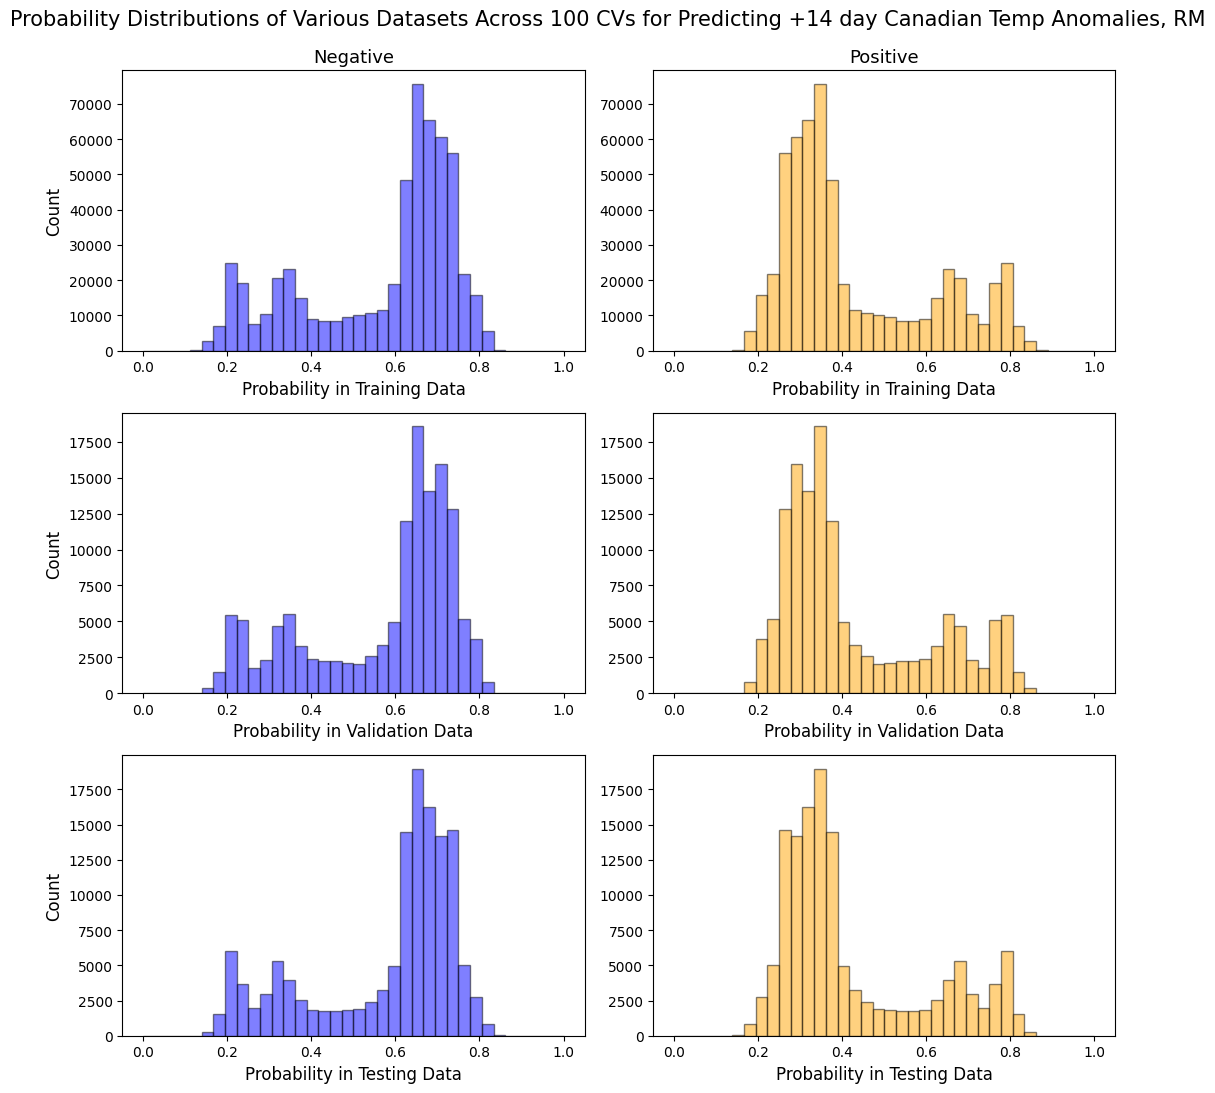 Probability Distributions of Various Datasets Across 100 CVs for Predicting +14 day Canadian Temp Anomalies, RM
Negative
Positive
70000
60000
50000
40000
30000
20000
10000
0
Count
0.0 0.2 0.4 0.6 0.8 1.0
Probability in Training Data
70000
60000
50000
40000
30000
20000
10000
0
0.0 0.2 0.4 0.6 0.8 1.0
Probability in Training Data
17500
15000
12500
10000
7500
5000
2500
0
Count
0.0 0.2 0.4 0.6 0.8 1.0
Probability in Validation Data
17500
15000
12500
10000
7500
5000
2500
0
0.0 0.2 0.4 0.6 0.8 1.0
Probability in Validation Data
17500
15000
12500
10000
7500
5000
2500
0
Count
0.0 0.2 0.4 0.6 0.8 1.0
Probability in Testing Data
17500
15000
12500
10000
7500
5000
2500
0
0.0 0.2 0.4 0.6 0.8 1.0
Probability in Testing Data